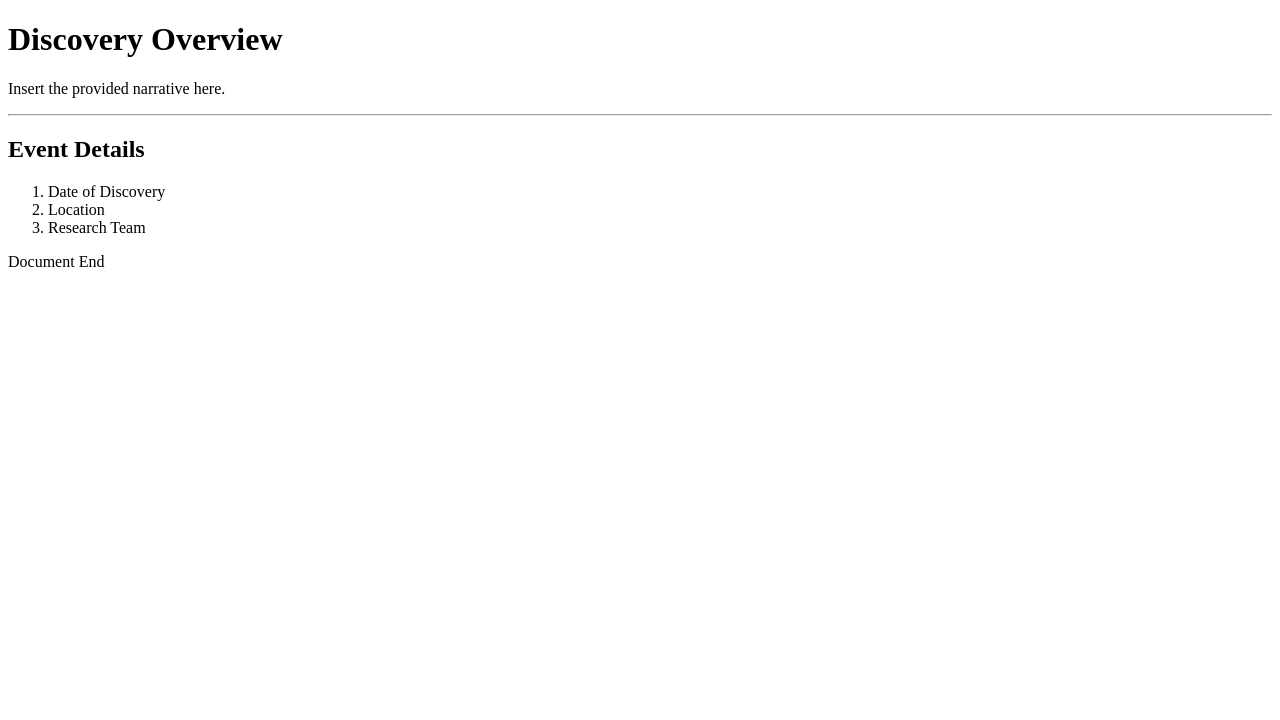 Discovery Overview
Insert the provided narrative here.
Event Details
1. Date of Discovery
2. Location
3. Research Team
Document End